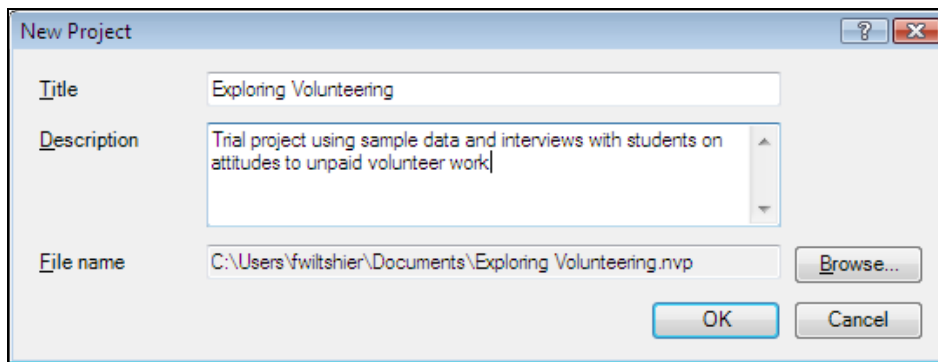 New Project
Title
Exploring Volunteering
Description
Trial project using sample data and interviews with students on
attitudes to unpaid volunteer work
File name
C:\Users\fwiltshier\Documents\Exploring Volunteering.nvp
Browse...
OK
Cancel